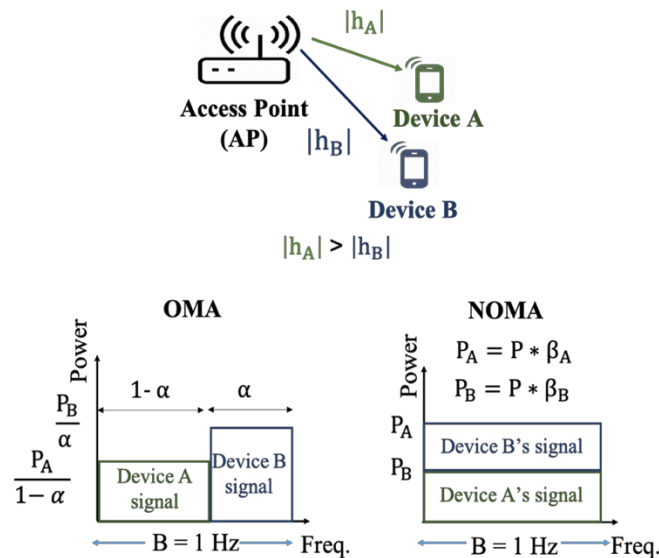 |h_A|
Access Point
(AP)
Device A
|h_B|
Device B
|h_A| > |h_B|
OMA
Power
1- α
α
P_B
α
P_A
1 − α
Device A
signal
Device B
signal
B = 1 Hz
Freq.
NOMA
Power
P_A = P * β_A
P_B = P * β_B
P_A
Device B's signal
P_B
Device A's signal
B = 1 Hz
Freq.